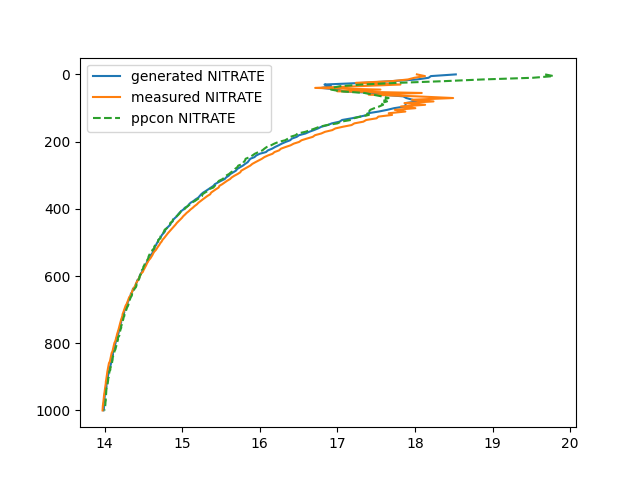 generated NITRATE
measured NITRATE
ppcon NITRATE
0
200
400
600
800
1000
14 15 16 17 18 19 20